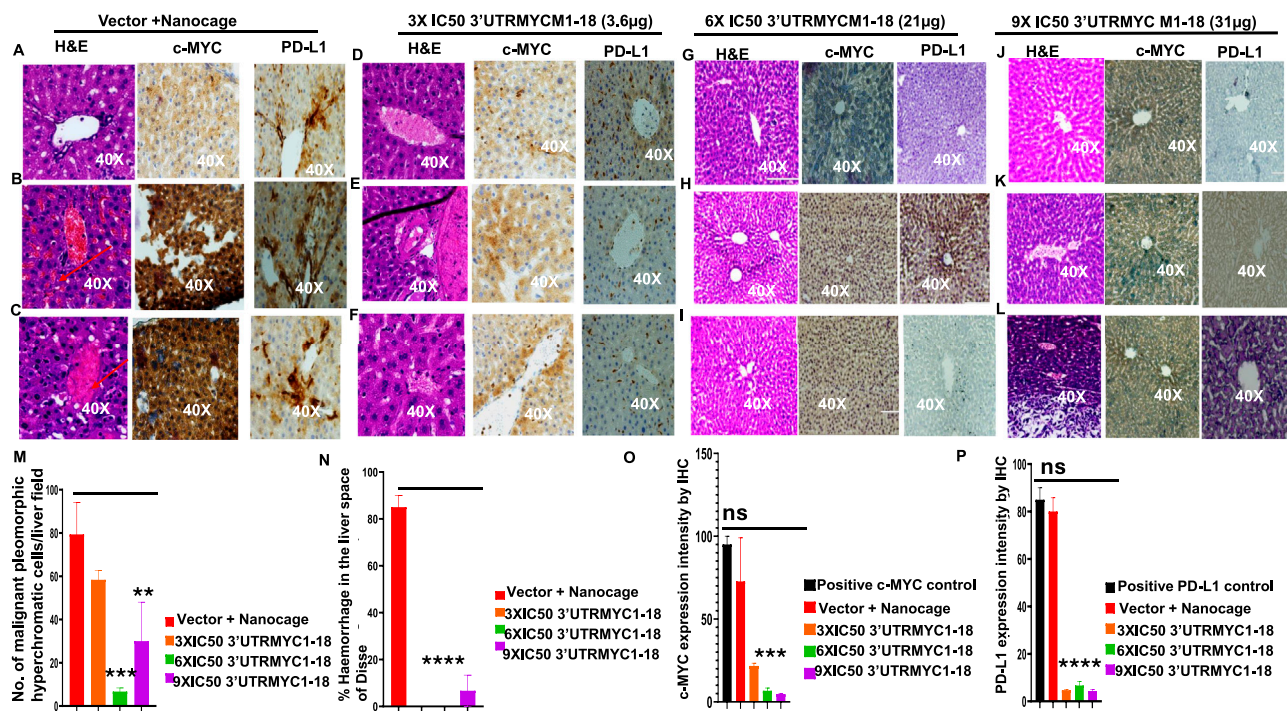 Vector +Nanocage
3X IC50 3’UTRMYCM1-18 (3.6µg)
6X IC50 3’UTRMYCM1-18 (21µg)
9X IC50 3’UTRMYC M1-18 (31µg)
A H&E c-MYC PD-L1
D H&E c-MYC PD-L1
G H&E c-MYC PD-L1
J H&E c-MYC PD-L1
40X 40X 40X 40X 40X 40X 40X 40X 40X 40X 40X 40X
B E H K
40X 40X 40X 40X 40X 40X 40X 40X 40X 40X 40X 40X
C F I L
40X 40X 40X 40X 40X 40X 40X 40X 40X 40X 40X 40X
M
No. of malignant pleomorphic
hyperchromatic cells/liver field
100
80
60
40
20
0
***
**
Vector + Nanocage
3XIC50 3’UTRMYC1-18
6XIC50 3’UTRMYC1-18
9XIC50 3’UTRMYC1-18
N
% Haemorrhage in the liver space
of Disse
100
80
60
40
20
0
****
Vector + Nanocage
3XIC50 3’UTRMYC1-18
6XIC50 3’UTRMYC1-18
9XIC50 3’UTRMYC1-18
O
c-MYC expression intensity by IHC
150
100
50
0
ns
***
Positive c-MYC control
Vector + Nanocage
3XIC50 3’UTRMYC1-18
6XIC50 3’UTRMYC1-18
9XIC50 3’UTRMYC1-18
P
PD-L1 expression intensity by IHC
100
80
60
40
20
0
ns
****
Positive PD-L1 control
Vector + Nanocage
3XIC50 3’UTRMYC1-18
6XIC50 3’UTRMYC1-18
9XIC50 3’UTRMYC1-18